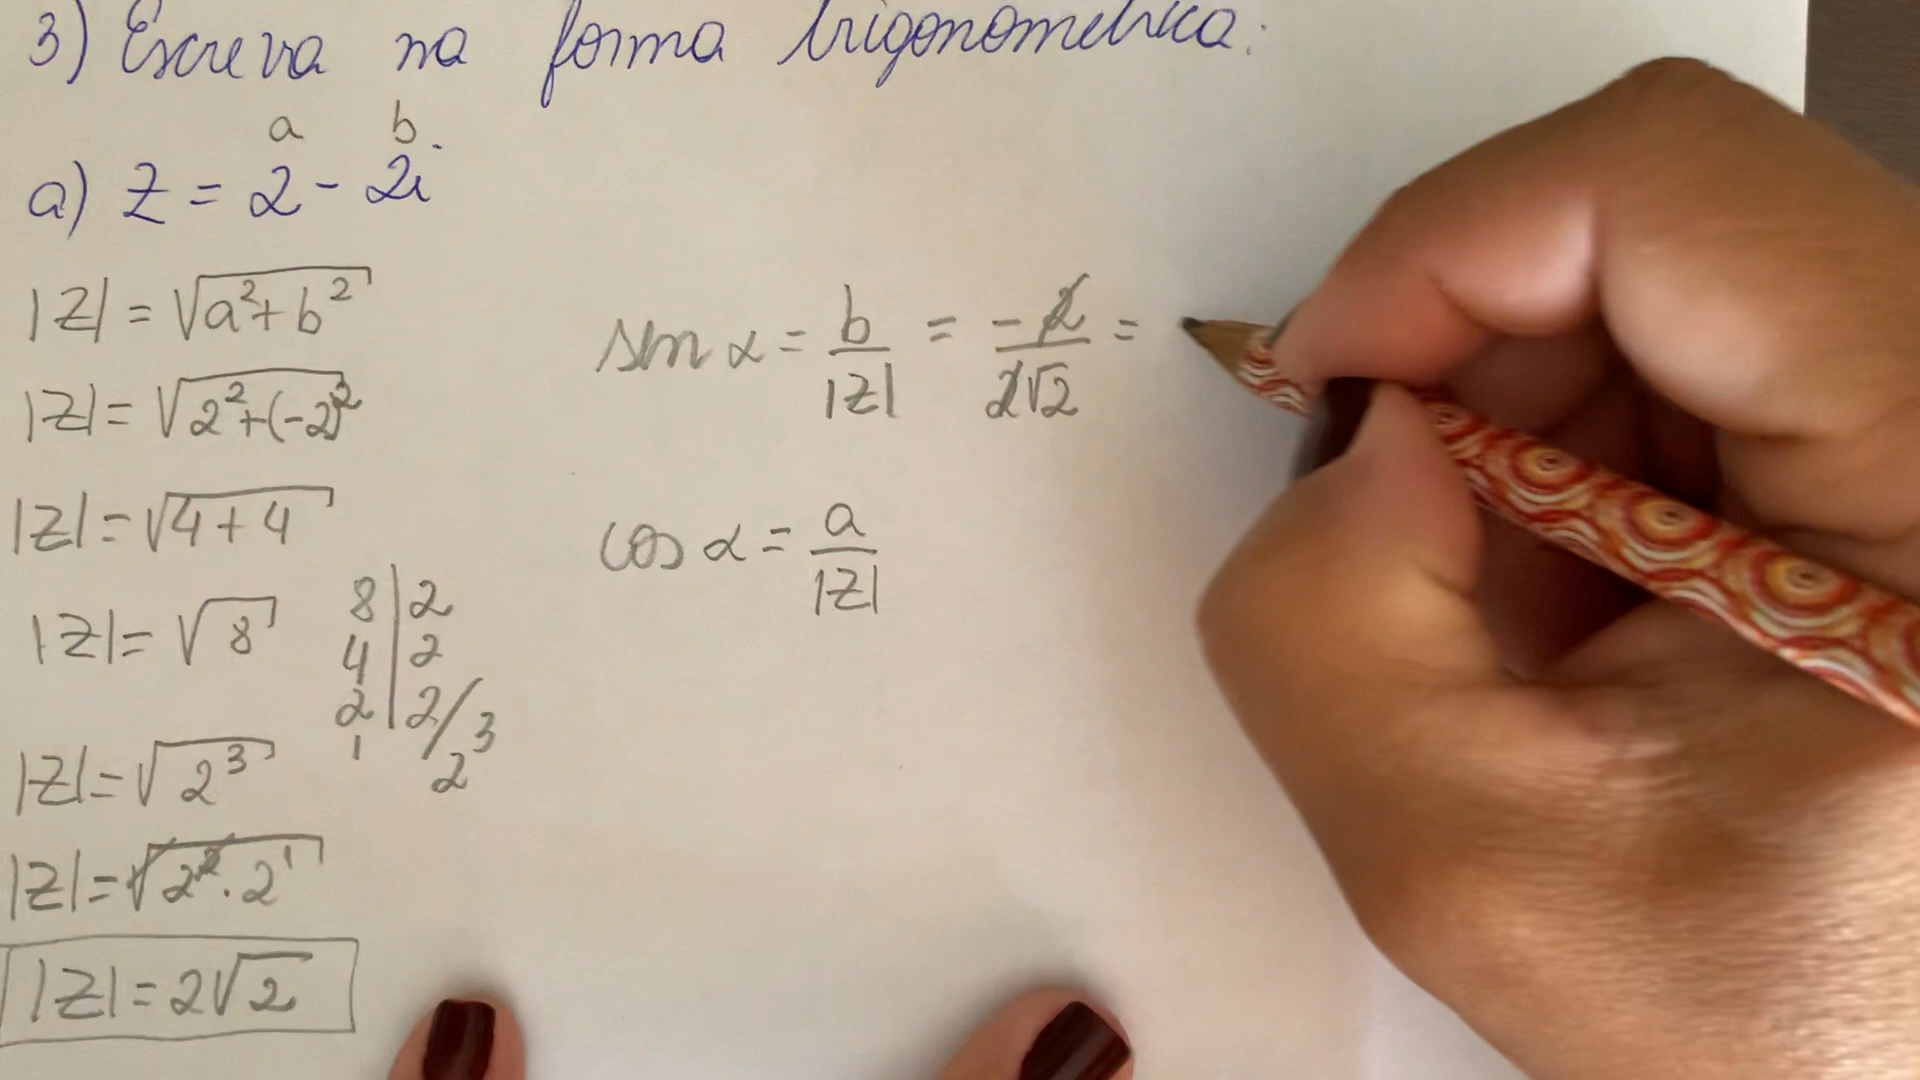 3) Escreva na forma trigonometrica:
a b
a) Z = 2 - 2i
|Z| = √a²+b²
|Z| = √2²+(-2)²
|Z| = √4+4
|Z| = √8
8|2
4|2
2|2/2³
1
|Z| = √2³
|Z| = √2².2¹
|Z| = 2√2
sen α = b/|Z| = -2/2√2 =
cos α = a/|Z|